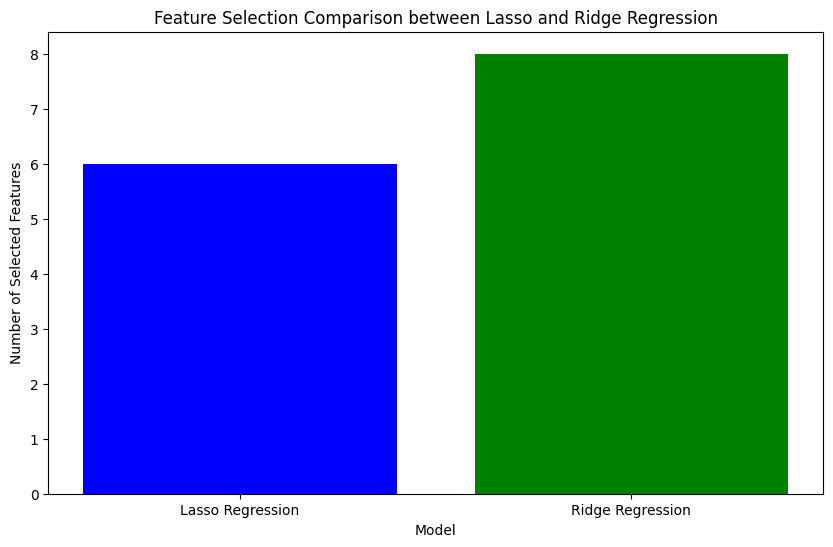 Feature Selection Comparison between Lasso and Ridge Regression
Number of Selected Features
8
7
6
5
4
3
2
1
0
Lasso Regression
Ridge Regression
Model